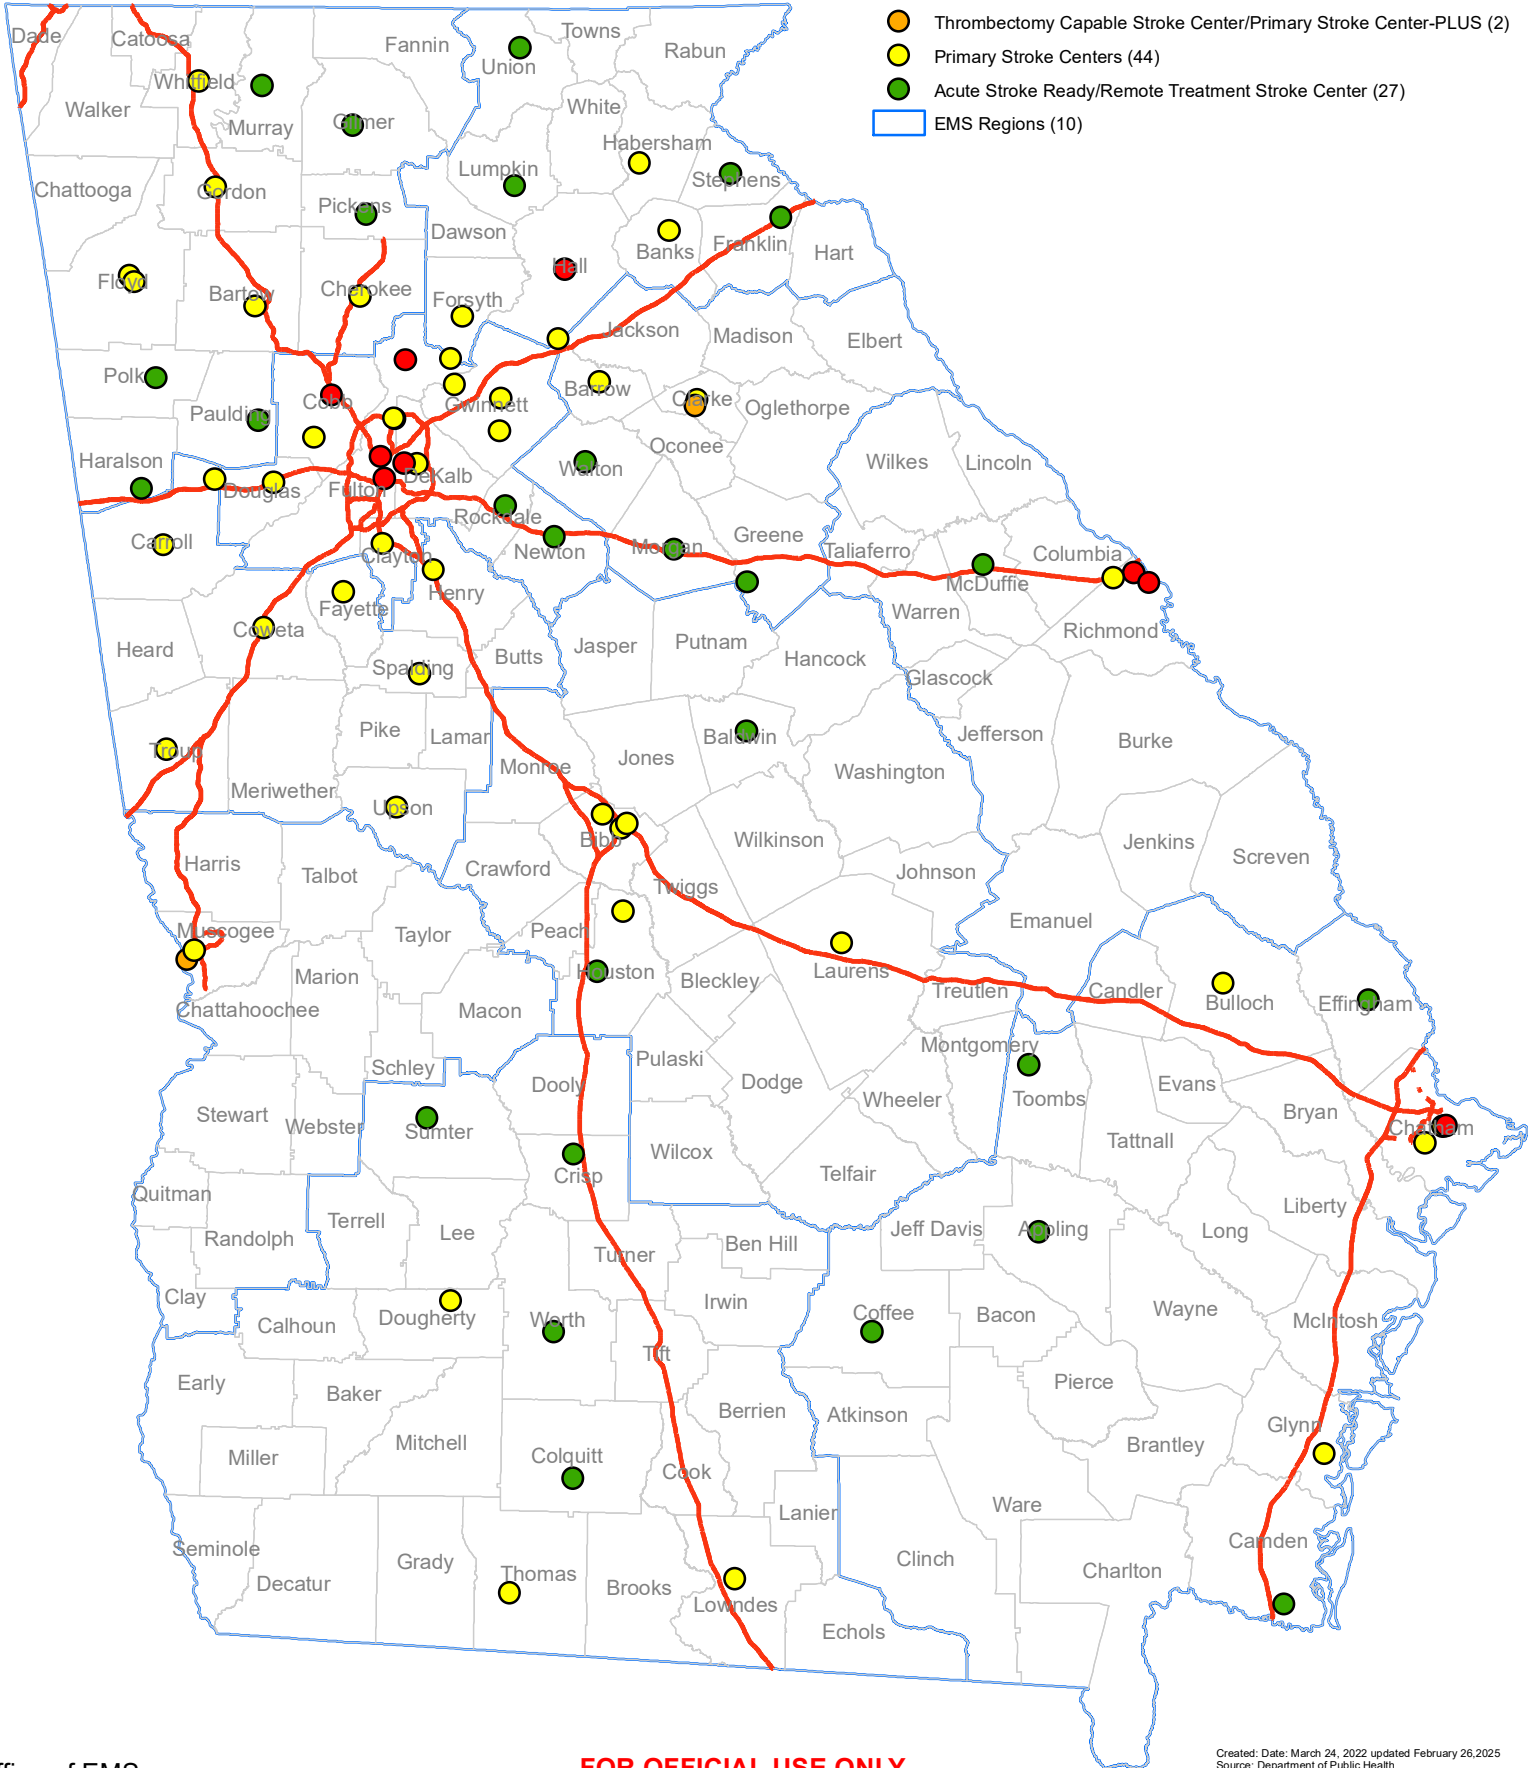 Thrombectomy Capable Stroke Center/Primary Stroke Center-PLUS (2)
Primary Stroke Centers (44)
Acute Stroke Ready/Remote Treatment Stroke Center (27)
EMS Regions (10)
Dade
Catoosa
Fannin
Towns
Union
Rabun
Whitfield
Walker
Murray
Gilmer
White
Habersham
Lumpkin
Stephens
Chattooga
Gordon
Pickens
Dawson
Banks
Franklin
Hart
Hall
Floyd
Bartow
Cherokee
Forsyth
Jackson
Madison
Elbert
Polk
Paulding
Cobb
Gwinnett
Barrow
Clarke
Oglethorpe
Oconee
Haralson
Douglas
Fulton
DeKalb
Walton
Wilkes
Lincoln
Rockdale
Newton
Morgan
Greene
Taliaferro
Columbia
McDuffie
Carroll
Clayton
Henry
Fayette
Warren
Richmond
Heard
Coweta
Spalding
Butts
Jasper
Putnam
Hancock
Glascock
Troup
Pike
Lamar
Monroe
Jones
Baldwin
Washington
Jefferson
Burke
Meriwether
Upson
Bibb
Wilkinson
Jenkins
Screven
Harris
Talbot
Crawford
Twiggs
Johnson
Emanuel
Muscogee
Taylor
Peach
Houston
Laurens
Bleckley
Treutlen
Candler
Bulloch
Effingham
Chattahoochee
Marion
Macon
Schley
Dooly
Pulaski
Dodge
Montgomery
Wheeler
Toombs
Evans
Bryan
Chatham
Stewart
Webster
Sumter
Crisp
Wilcox
Telfair
Tattnall
Quitman
Randolph
Terrell
Lee
Turner
Ben Hill
Jeff Davis
Appling
Long
Liberty
Clay
Calhoun
Dougherty
Worth
Irwin
Coffee
Bacon
Wayne
McIntosh
Tift
Early
Baker
Berrien
Atkinson
Pierce
Glynn
Miller
Mitchell
Colquitt
Cook
Brantley
Lanier
Ware
Seminole
Decatur
Grady
Thomas
Brooks
Lowndes
Clinch
Charlton
Camden
Echols
of EMS
FOR OFFICIAL USE ONLY
Created: Date: March 24, 2022 updated February 26,2025
Source: Department of Public Health